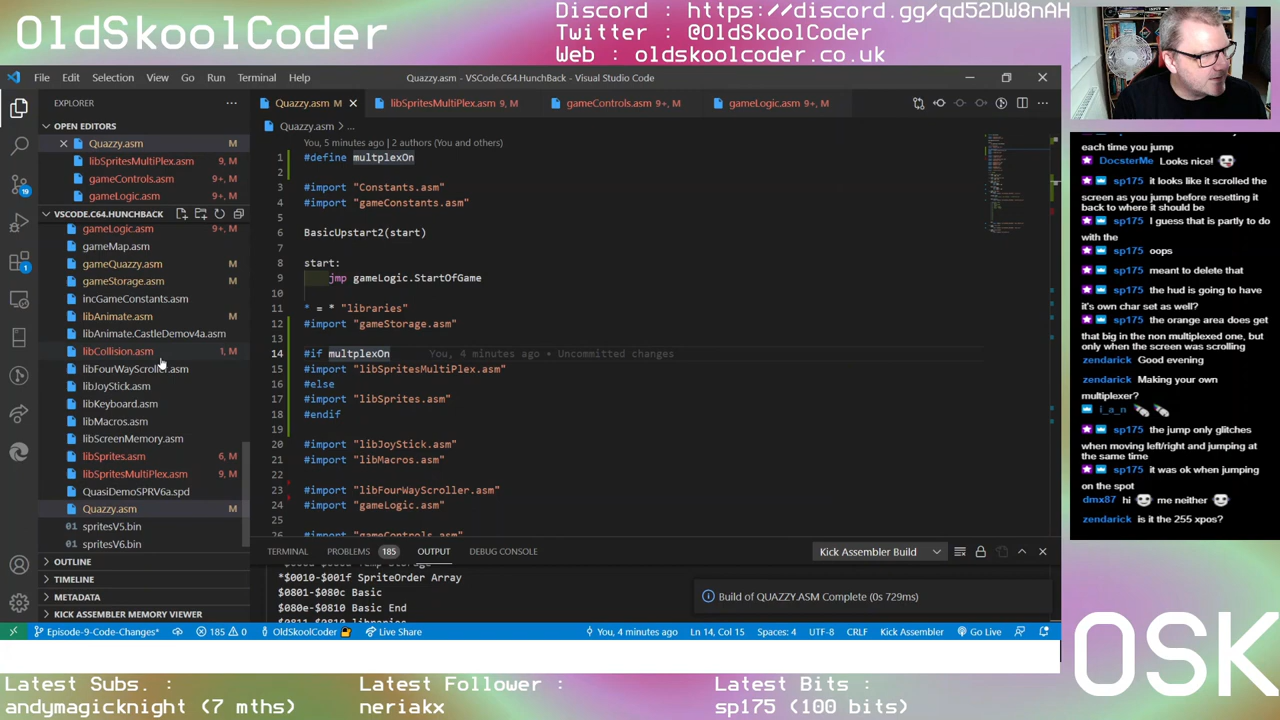 OldSkoolCoder
Discord : https://discord.gg/qd52DW8nAH
Twitter : @OldSkoolCoder
Web : oldskoolcoder.co.uk
File Edit Selection View Go Run Terminal Help
Quazzy.asm - VSCode.C64.HunchBack - Visual Studio Code
EXPLORER
Quazzy.asm M
libSpritesMultiPlex.asm 9, M
gameControls.asm 9+, M
gameLogic.asm 9+, M
OPEN EDITORS
Quazzy.asm M
libSpritesMultiPlex.asm 9, M
gameControls.asm 9+, M
gameLogic.asm 9+, M
VSCODE.C64.HUNCHBACK
gameLogic.asm 9+, M
gameMap.asm
gameQuazzy.asm M
gameStorage.asm M
incGameConstants.asm
libAnimate.asm M
libAnimate.CastleDemov4a.asm
libCollision.asm 1, M
libFourWayScroller.asm
libJoyStick.asm
libKeyboard.asm
libMacros.asm
libScreenMemory.asm
libSprites.asm 6, M
libSpritesMultiPlex.asm 9, M
QuasiDemoSPRV6a.spd
Quazzy.asm M
spritesV5.bin
spritesV6.bin
OUTLINE
TIMELINE
METADATA
KICK ASSEMBLER MEMORY VIEWER
19
1
Quazzy.asm > ...
You, 5 minutes ago | 2 authors (You and others)
1 #define multplexOn
2
3 #import "Constants.asm"
4 #import "gameConstants.asm"
5
6 BasicUpstart2(start)
7
8 start:
9 jmp gameLogic.StartOfGame
10
11 * = * "libraries"
12 #import "gameStorage.asm"
13
14 #if multplexOn You, 4 minutes ago • Uncommitted changes
15 #import "libSpritesMultiPlex.asm"
16 #else
17 #import "libSprites.asm"
18 #endif
19
20 #import "libJoyStick.asm"
21 #import "libMacros.asm"
22
23 #import "libFourWayScroller.asm"
24 #import "gameLogic.asm"
25
26 #import "gameControls.asm"
TERMINAL PROBLEMS 185 OUTPUT DEBUG CONSOLE
Kick Assembler Build
*$0010-$001f SpriteOrder Array
$0801-$080c Basic
$080e-$0810 Basic End
$0811-$0810 libraries
Build of QUAZZY.ASM Complete (0s 729ms)
Episode-9-Code-Changes*
185 0
OldSkoolCoder
Live Share
You, 4 minutes ago
Ln 14, Col 15
Spaces: 4
UTF-8
CRLF
Kick Assembler
Go Live
each time you jump
DocsterMe Looks nice!
sp175 it looks like it scrolled the
screen as you jump before resetting it
back to where it should be
sp175 I guess that is partly to do
with the
sp175 oops
sp175 meant to delete that
sp175 the hud is going to have
it's own char set as well?
sp175 the orange area does get
that big in the non multiplexed one, but
only when the screen was scrolling
zendarick Good evening
zendarick Making your own
multiplexer?
i_a_n
sp175 the jump only glitches
when moving left/right and jumping at
the same time
sp175 it was ok when jumping
on the spot
dmx87 hi me neither
zendarick is it the 255 xpos?
OSK
Latest Subs. :
andymagicknight (7 mths)
Latest Follower :
neriakx
Latest Bits :
sp175 (100 bits)